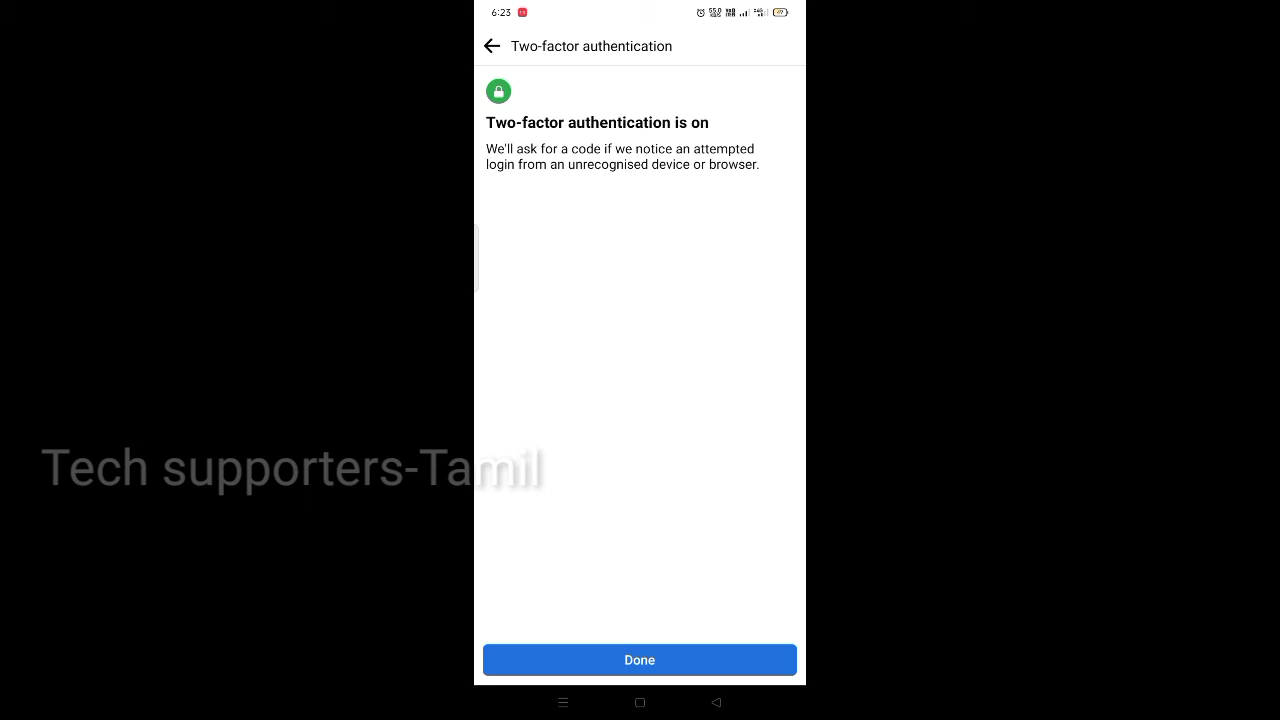 6:23
Two-factor authentication
Two-factor authentication is on
We'll ask for a code if we notice an attempted
login from an unrecognised device or browser.
Tech supporters-Tamil
Done